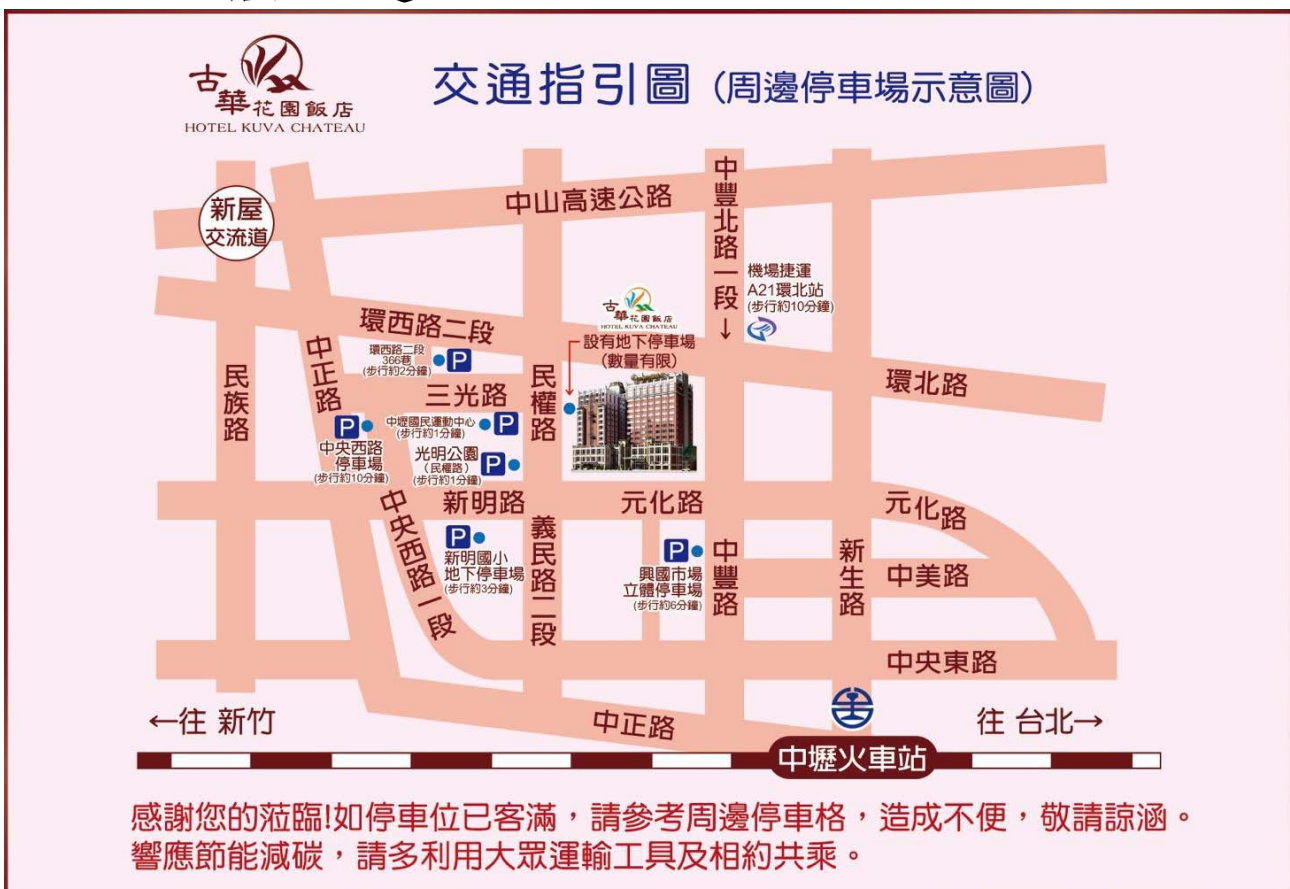 古華花園飯店
HOTEL KUVA CHATEAU
交通指引圖 (周邊停車場示意圖)
中山高速公路
新屋
交流道
中豐北路一段↓
機場捷運
A21環北站
(步行約10分鐘)
古華花園飯店
HOTEL KUVA CHATEAU
設有地下停車場
(數量有限)
環西路二段
環西路二段
366巷
(步行約2分鐘)
P
環北路
民族路
中正路
三光路
民權路
中壢國民運動中心
(步行約1分鐘)
P
P
中央西路
停車場
(步行約10分鐘)
光明公園
(民權路)
(步行約1分鐘)
P
新明路
元化路
元化路
中央西路一段
P
新明國小
地下停車場
(步行約3分鐘)
義民路二段
P
興國市場
立體停車場
(步行約6分鐘)
中豐路
新生路
中美路
中央東路
←往 新竹
中正路
往 台北→
中壢火車站
感謝您的蒞臨!如停車位已客滿，請參考周邊停車格，造成不便，敬請諒涵。
響應節能減碳，請多利用大眾運輸工具及相約共乘。